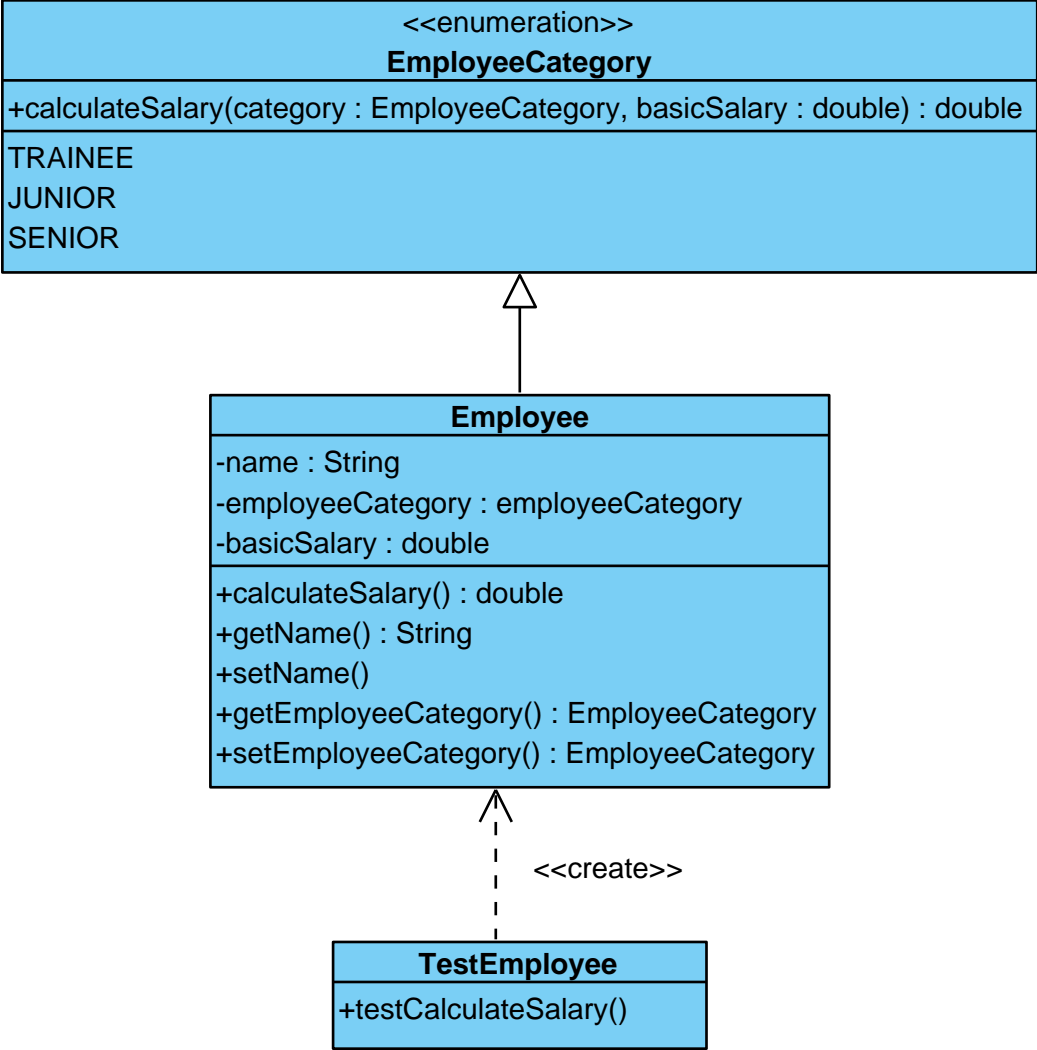 <<enumeration>>
EmployeeCategory
+calculateSalary(category : EmployeeCategory, basicSalary : double) : double
TRAINEE
JUNIOR
SENIOR
Employee
-name : String
-employeeCategory : employeeCategory
-basicSalary : double
+calculateSalary() : double
+getName() : String
+setName()
+getEmployeeCategory() : EmployeeCategory
+setEmployeeCategory() : EmployeeCategory
<<create>>
TestEmployee
+testCalculateSalary()